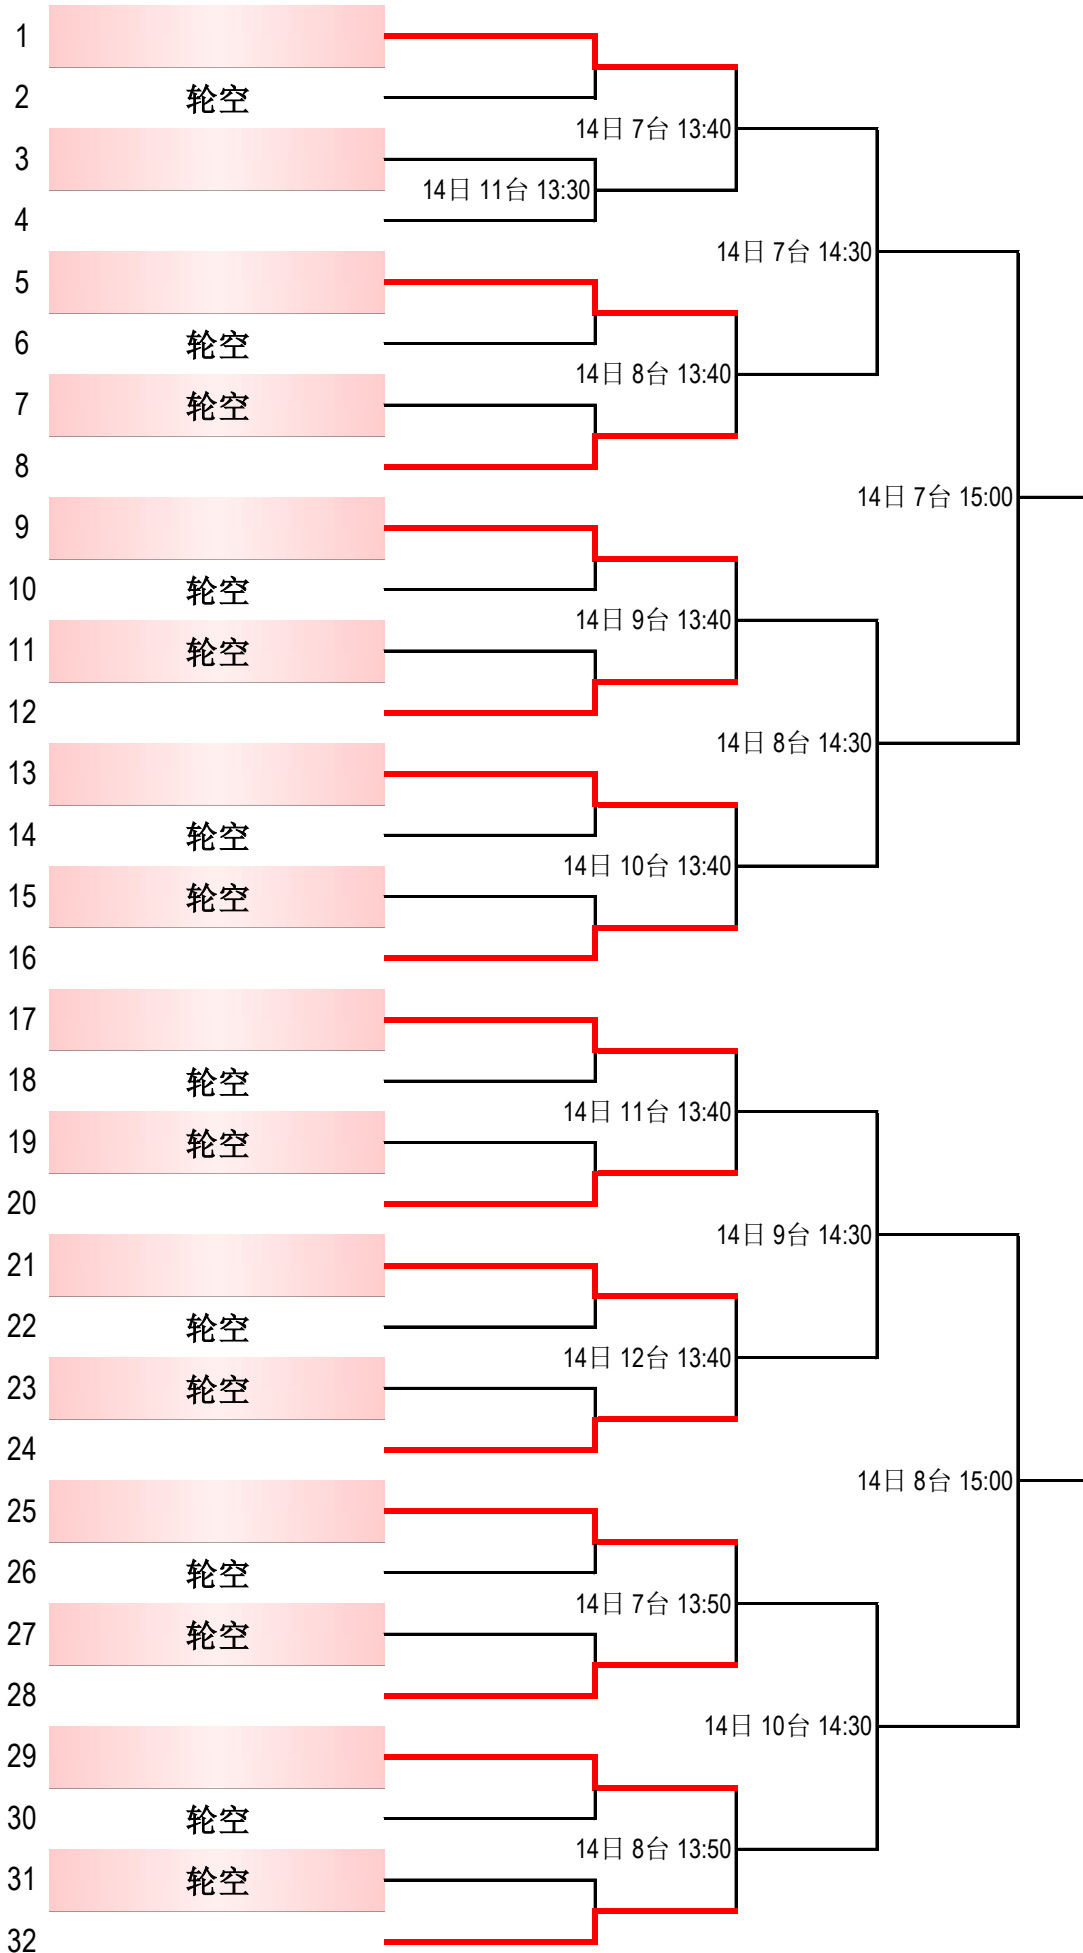 1
2 轮空
14日 7台 13:40
3
14日 11台 13:30
4
14日 7台 14:30
5
6 轮空
14日 8台 13:40
7 轮空
8
14日 7台 15:00
9
10 轮空
14日 9台 13:40
11 轮空
12
14日 8台 14:30
13
14 轮空
14日 10台 13:40
15 轮空
16
17
18 轮空
14日 11台 13:40
19 轮空
20
14日 9台 14:30
21
22 轮空
14日 12台 13:40
23 轮空
24
14日 8台 15:00
25
26 轮空
14日 7台 13:50
27 轮空
28
14日 10台 14:30
29
30 轮空
14日 8台 13:50
31 轮空
32